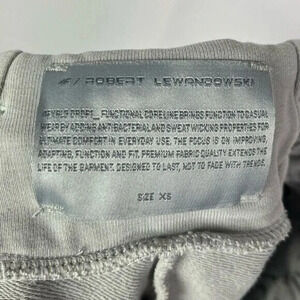 / ROBERT LEWANDOWSKI
FUNCTIONAL CORE LINE BRINGS FUNCTION TO CASUAL
WEAR BY ADDING ANTIBACTERIAL AND SWEAT WICKING PROPERTIES FOR
ULTIMATE COMFORT IN EVERYDAY USE. THE FOCUS IS ON IMPROVING
ADAPTING, FUNCTION AND FIT. PREMIUM FABRIC QUALITY EXTENDS THE
LIFE OF THE GARMENT. DESIGNED TO LAST, NOT TO FADE WITH TRENDS.
SIZE XS